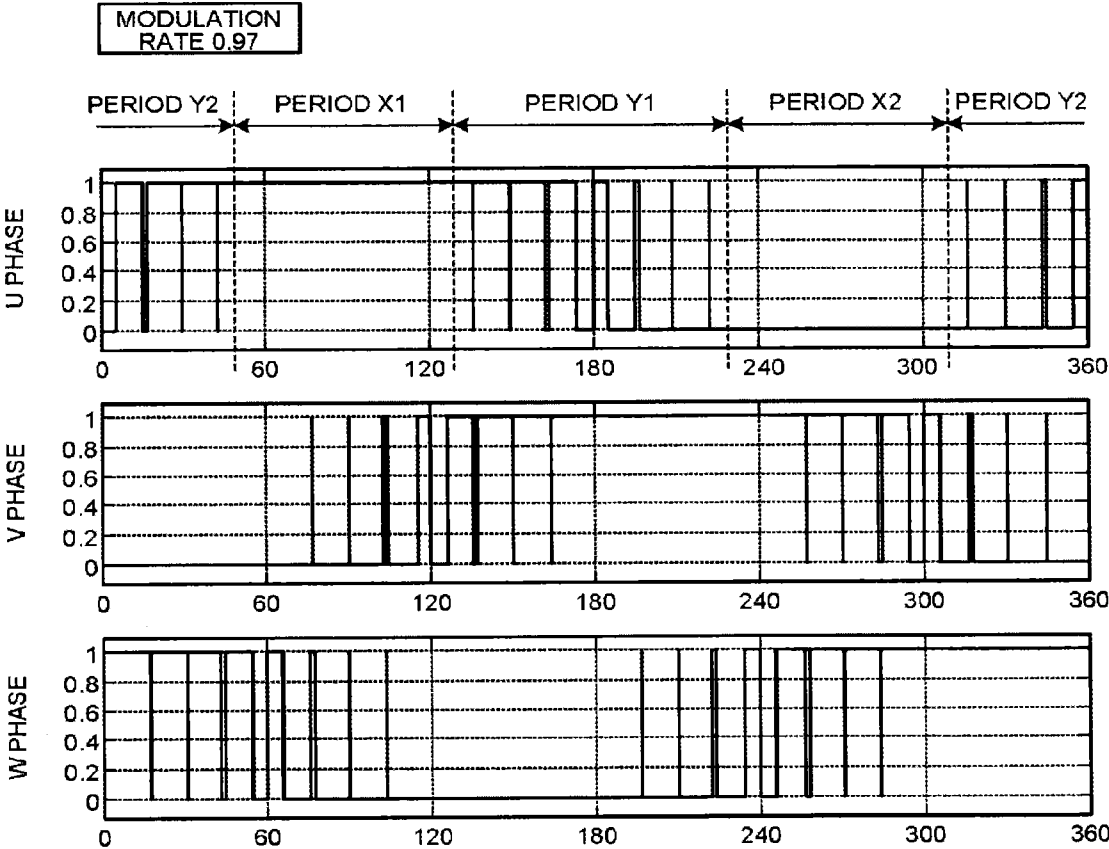 MODULATION
RATE 0.97
PERIOD Y2 PERIOD X1 PERIOD Y1 PERIOD X2 PERIOD Y2
U PHASE
1
0.8
0.6
0.4
0.2
0
0 60 120 180 240 300 360
V PHASE
1
0.8
0.6
0.4
0.2
0
0 60 120 180 240 300 360
W PHASE
1
0.8
0.6
0.4
0.2
0
0 60 120 180 240 300 360